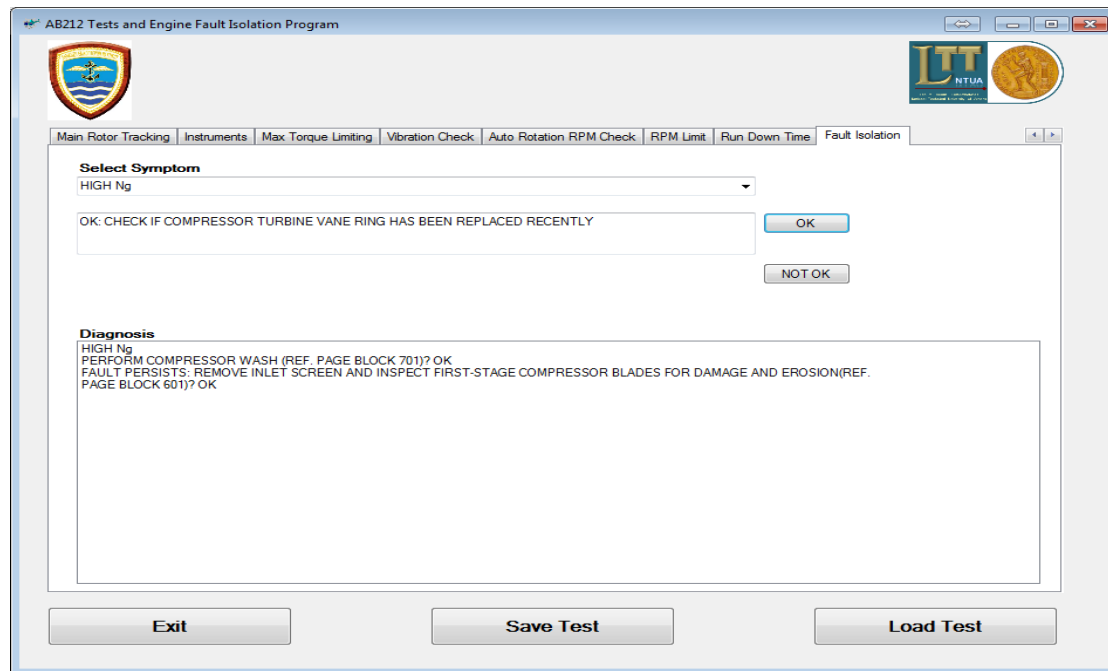 AB212 Tests and Engine Fault Isolation Program
LTT
NTUA
Main Rotor Tracking Instruments Max Torque Limiting Vibration Check Auto Rotation RPM Check RPM Limit Run Down Time Fault Isolation
Select Symptom
HIGH Ng
OK: CHECK IF COMPRESSOR TURBINE VANE RING HAS BEEN REPLACED RECENTLY
OK
NOT OK
Diagnosis
HIGH Ng
PERFORM COMPRESSOR WASH (REF. PAGE BLOCK 701)? OK
FAULT PERSISTS: REMOVE INLET SCREEN AND INSPECT FIRST-STAGE COMPRESSOR BLADES FOR DAMAGE AND EROSION(REF.
PAGE BLOCK 601)? OK
Exit Save Test Load Test